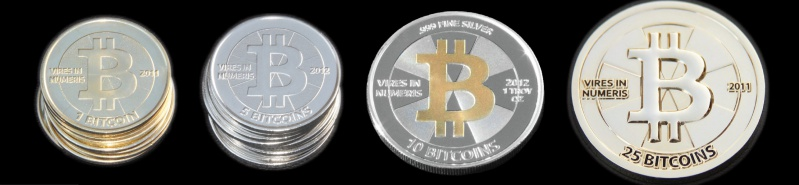 VIRES IN
NUMERIS
2011
1 BITCOIN
VIRES IN
NUMERIS
2012
5 BITCOINS
.999 FINE SILVER
VIRES IN
NUMERIS
2012
1 TROY
OZ.
10 BITCOINS
VIRES IN
NUMERIS
2011
25 BITCOINS